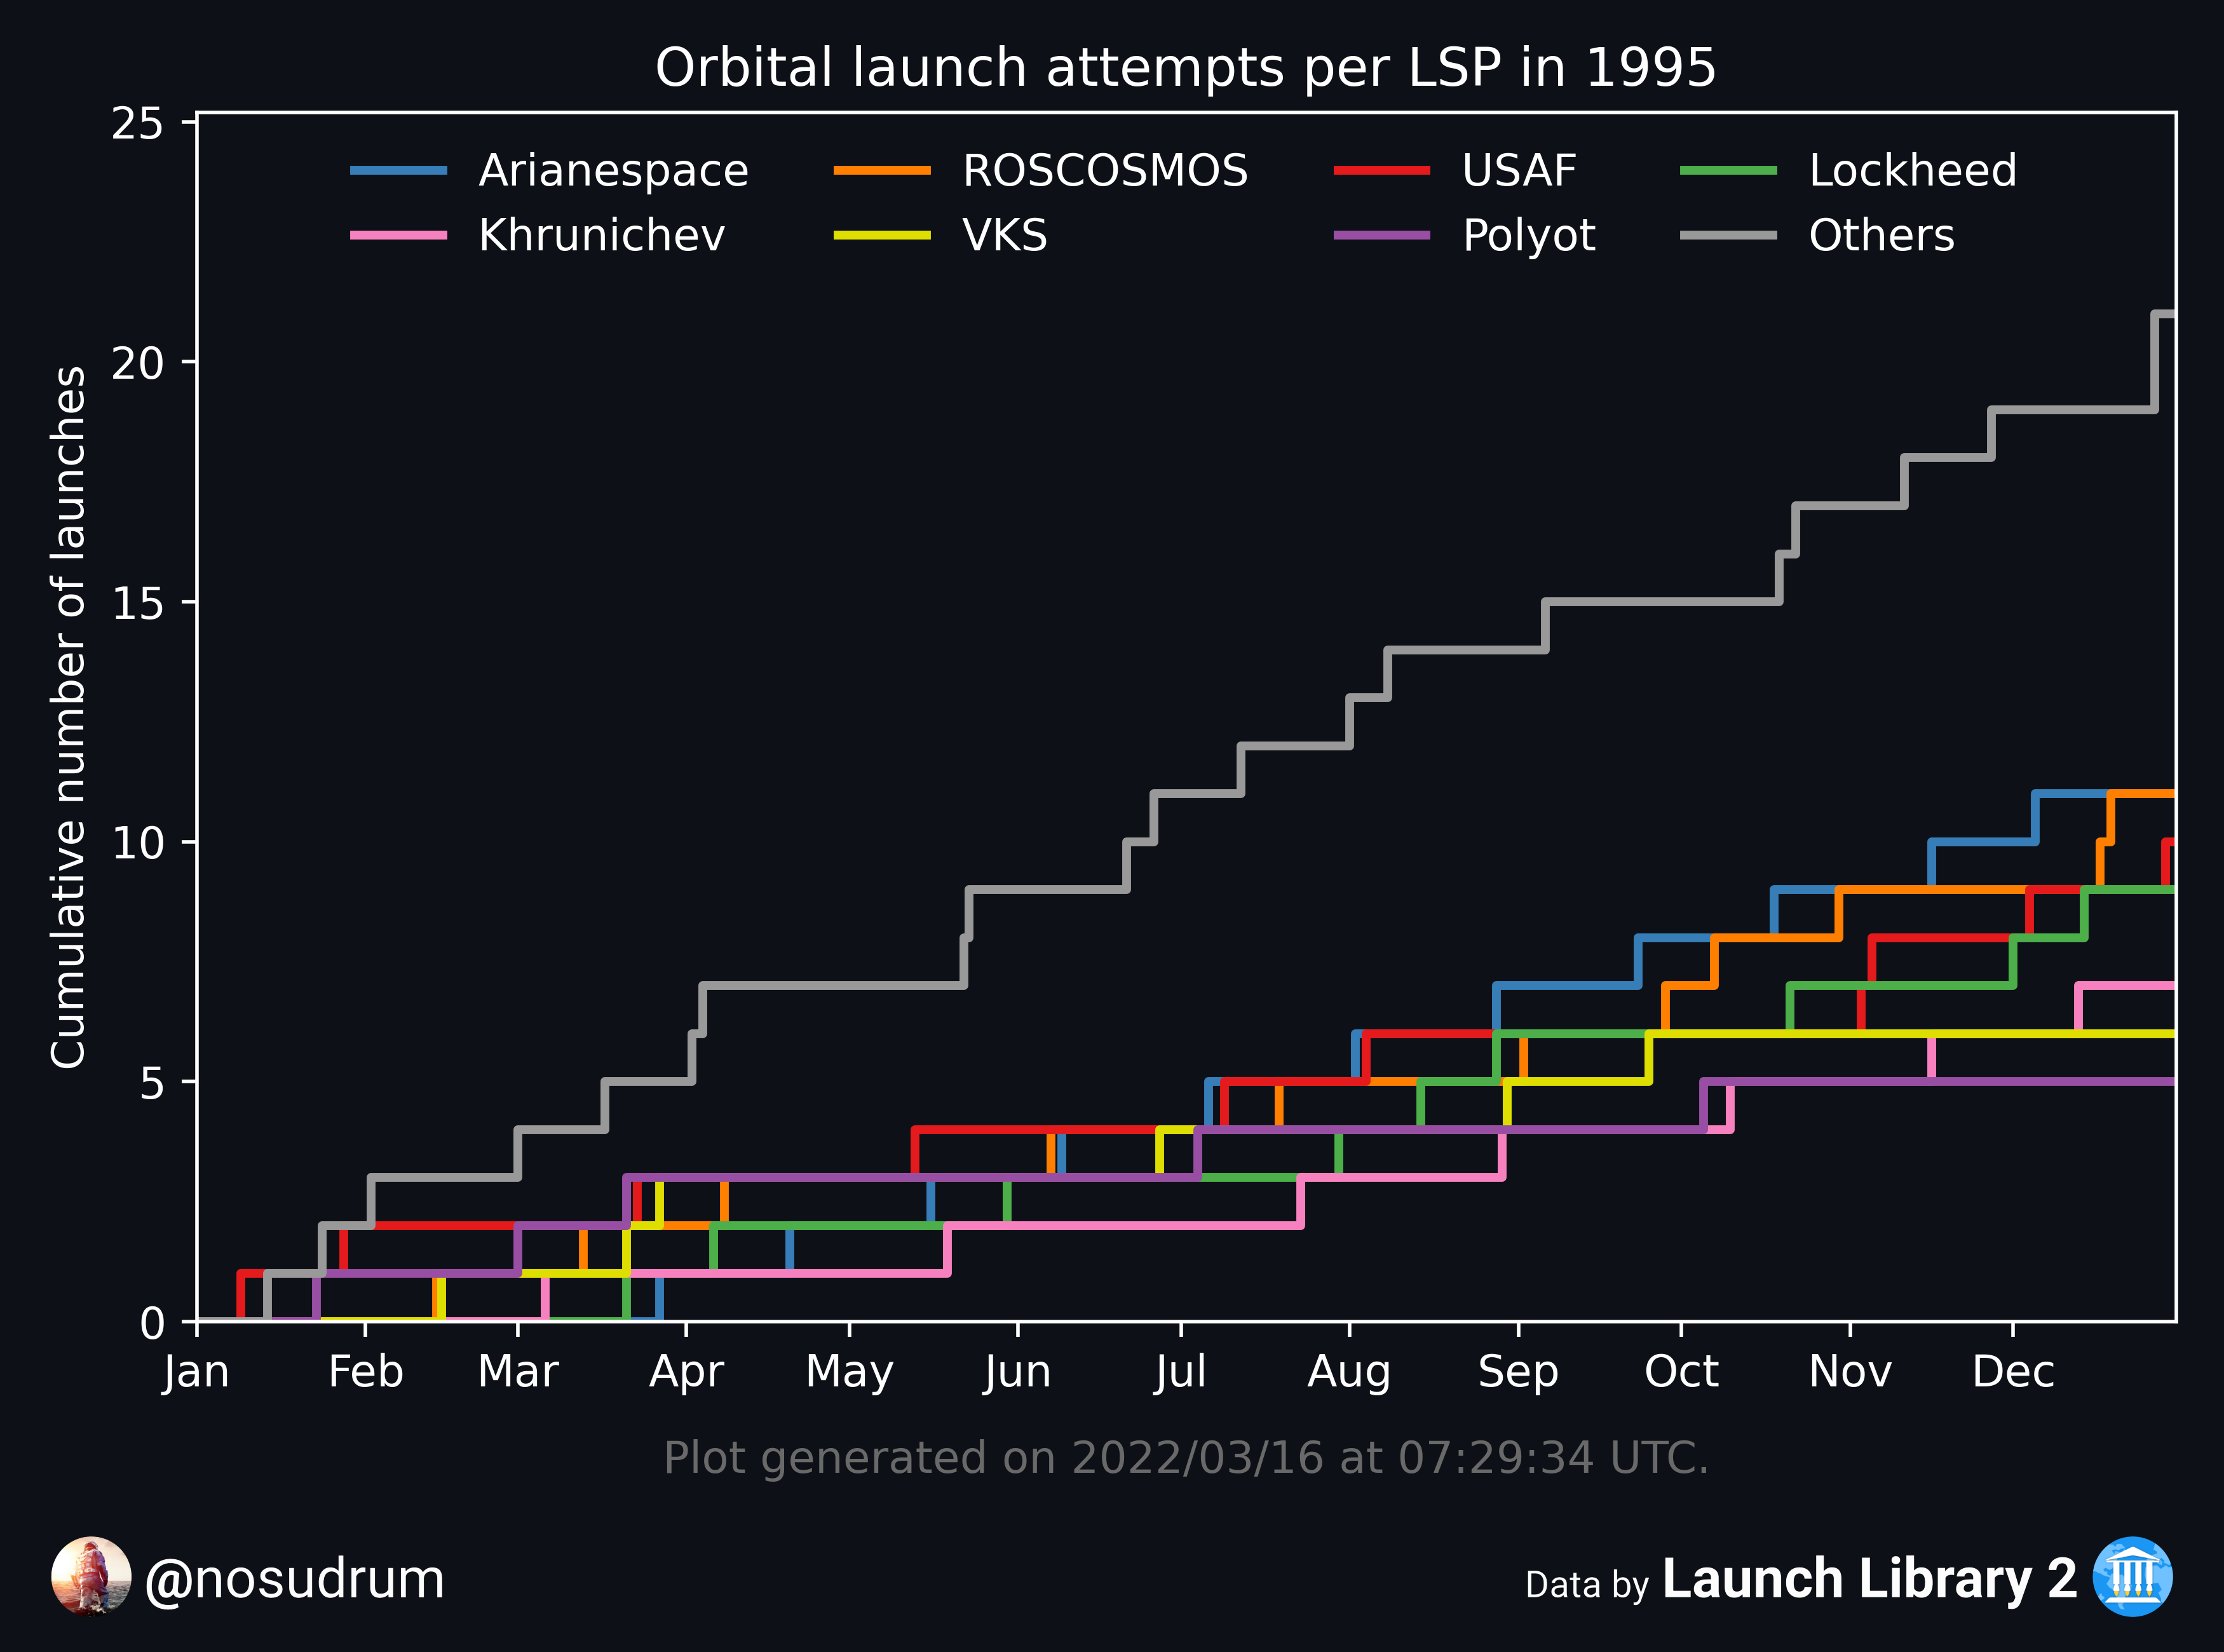 Orbital launch attempts per LSP in 1995
Cumulative number of launches
25
20
15
10
5
0
Arianespace ROSCOSMOS USAF Lockheed
Khrunichev VKS Polyot Others
Jan Feb Mar Apr May Jun Jul Aug Sep Oct Nov Dec
Plot generated on 2022/03/16 at 07:29:34 UTC.
@nosudrum
Data by Launch Library 2